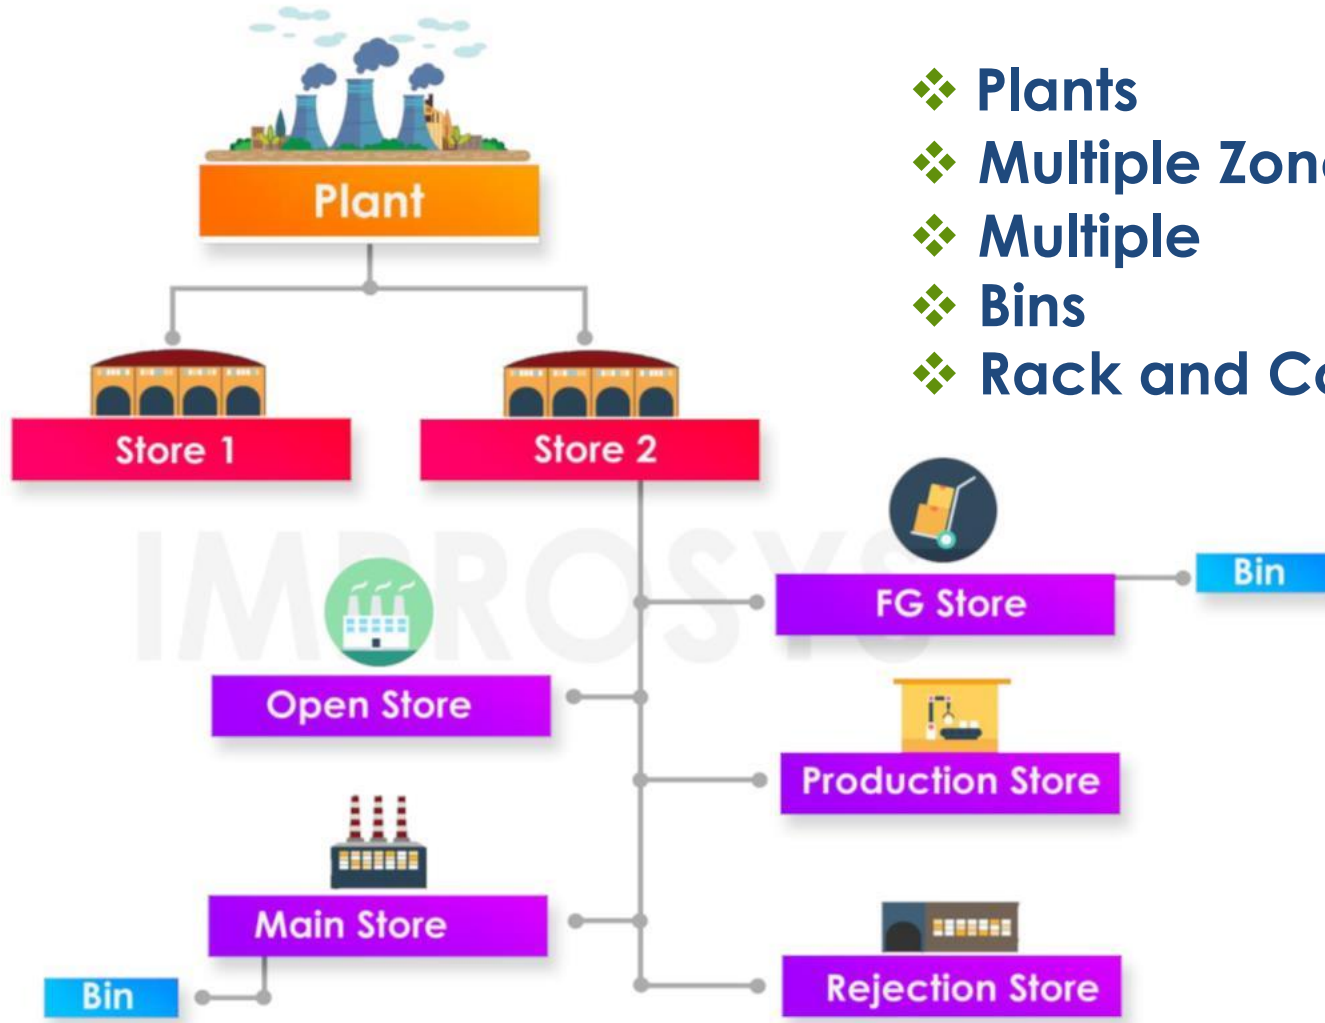 Plant
Store 1
Store 2
Open Store
Main Store
Bin
FG Store
Bin
Production Store
Rejection Store
❖ Plants
❖ Multiple
❖ Multiple
❖ Bins
❖ Rack and
IMPROSYS